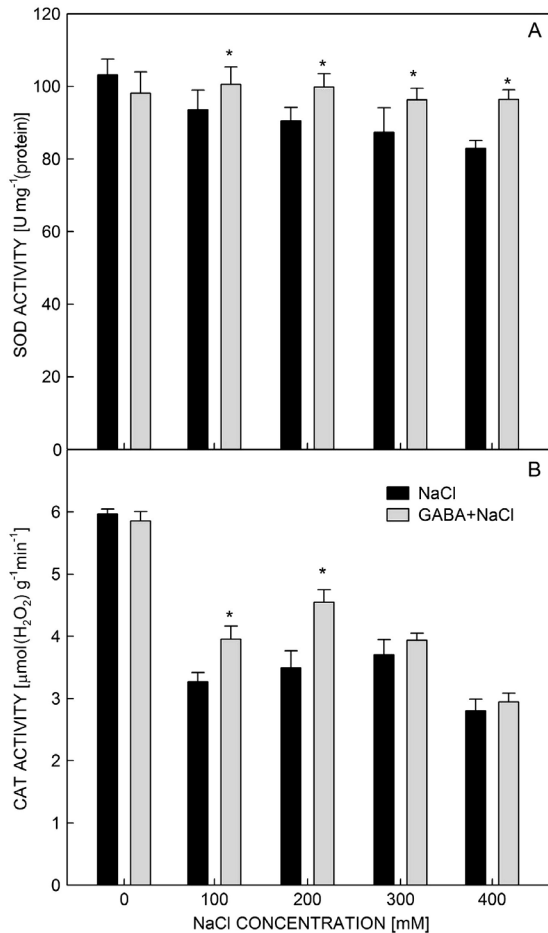 120
A
100
80
60
40
20
0
SOD ACTIVITY [U mg⁻¹(protein)]
*
*
*
*
B
NaCl
GABA+NaCl
6
5
4
3
2
1
0
CAT ACTIVITY [µmol(H₂O₂) g⁻¹min⁻¹]
*
*
0 100 200 300 400
NaCl CONCENTRATION [mM]